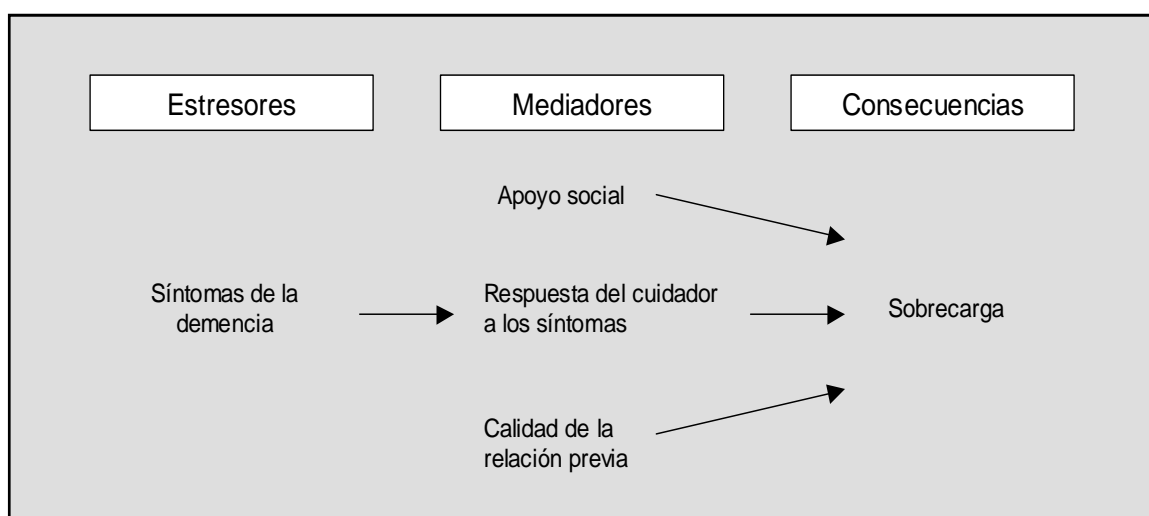 Estresores
Mediadores
Consecuencias
Apoyo social
Síntomas de la
demencia
Respuesta del cuidador
a los síntomas
Sobrecarga
Calidad de la
relación previa